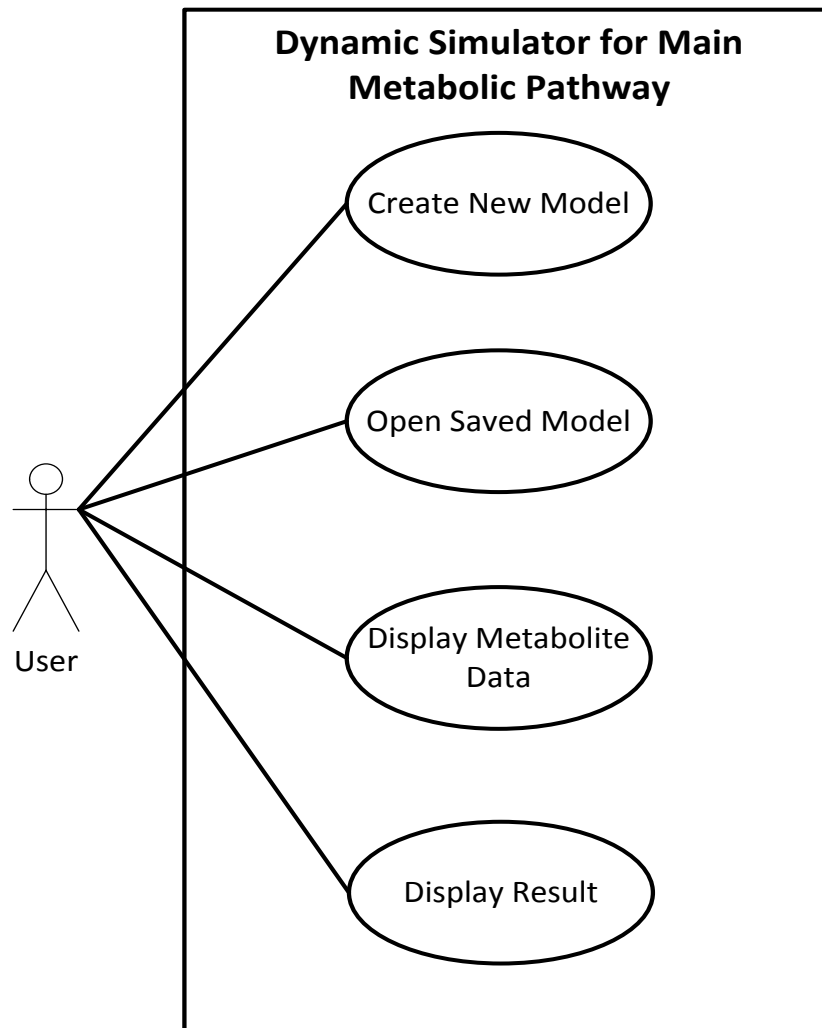 Dynamic Simulator for Main
Metabolic Pathway
Create New Model
Open Saved Model
Display Metabolite
Data
User
Display Result